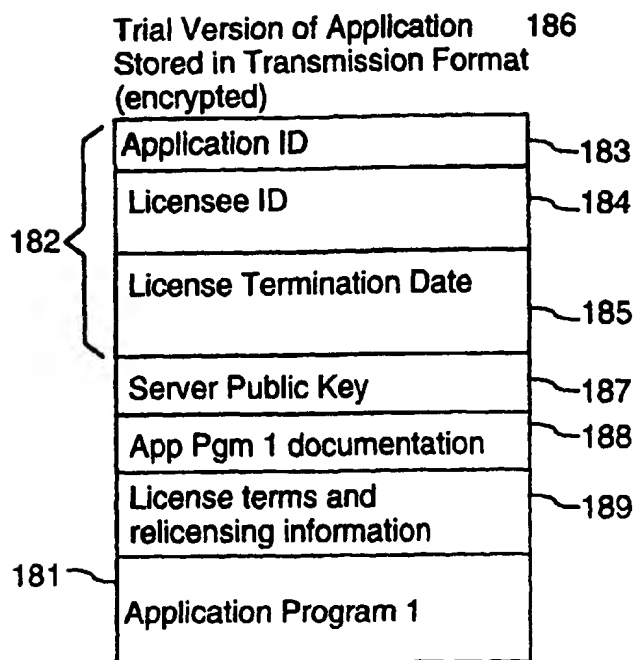 Trial Version of Application 186
Stored in Transmission Format
(encrypted)
Application ID 183
Licensee ID 184
182
License Termination Date 185
Server Public Key 187
App Pgm 1 documentation 188
License terms and 189
relicensing information
181
Application Program 1